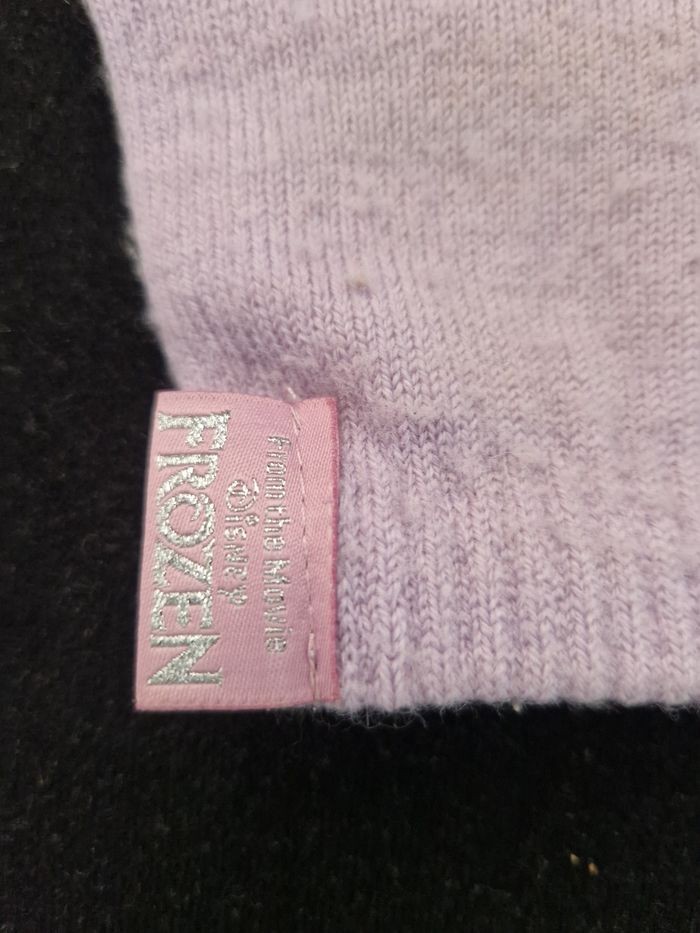 From the Movie
Disney
FROZEN